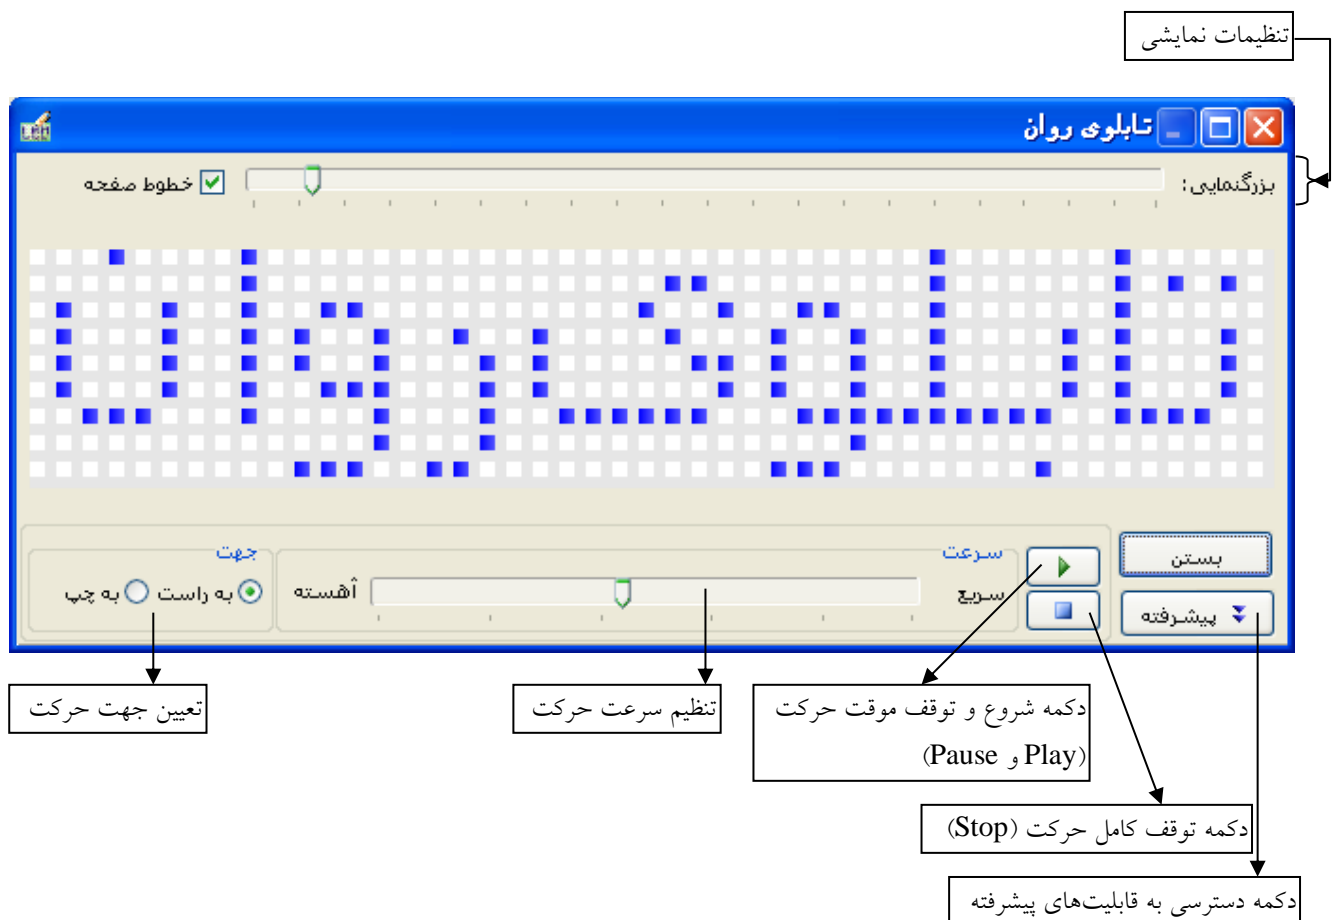 تنظیمات نمایشی
تابلوی روان
بزرگنمایی:
خطوط صفحه
تابلوی روان
بستن
پیشرفته
سرعت
سریع
آهسته
جهت
به راست
به چپ
تعیین جهت حرکت
تنظیم سرعت حرکت
دکمه شروع و توقف موقت حرکت
(Play و Pause)
دکمه توقف کامل حرکت (Stop)
دکمه دسترسی به قابلیت‌های پیشرفته